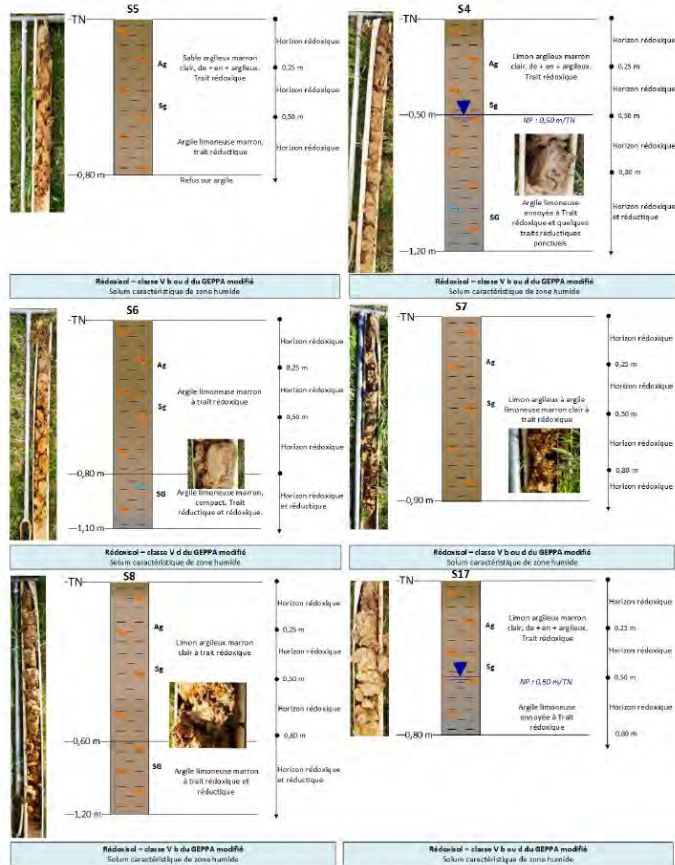 S5
TN
Sable argileux marron
clair, de + en + argileux.
Trait rédoxique
Ag
Sg
Argile limoneuse marron,
trait réductique
0,80 m
Refus sur argile
Horizon rédoxique
0,25 m
Horizon rédoxique
0,50 m
Horizon rédoxique
Rédoxisol – classe V b ou d du GEPPA modifié
Solum caractéristique de zone humide
S4
TN
Limon argileux marron
clair, de + en + argileux.
Trait rédoxique
Ag
Sg
0,50 m
NP : 0,50 m/TN
Argile limoneuse
ennoyée à Trait
rédoxique et quelques
traits réductiques
ponctuels
SG
1,20 m
Horizon rédoxique
0,25 m
Horizon rédoxique
0,50 m
Horizon rédoxique
0,80 m
Horizon rédoxique
et réductique
Rédoxisol – classe V b ou d du GEPPA modifié
Solum caractéristique de zone humide
S6
TN
Ag
Argile limoneuse marron
à trait rédoxique
Sg
0,80 m
SG
Argile limoneuse marron,
compact. Trait
réductique et rédoxique.
1,10 m
Horizon rédoxique
0,25 m
Horizon rédoxique
0,50 m
Horizon rédoxique
Horizon rédoxique
et réductique
Rédoxisol – classe V d du GEPPA modifié
Solum caractéristique de zone humide
S7
TN
Ag
Sg
Limon argileux à argile
limoneuse marron clair à
trait rédoxique
0,90 m
Horizon rédoxique
0,25 m
Horizon rédoxique
0,50 m
Horizon rédoxique
0,80 m
Horizon rédoxique
Rédoxisol – classe V b ou d du GEPPA modifié
Solum caractéristique de zone humide
S8
TN
Ag
Limon argileux marron
clair à trait rédoxique
Sg
0,60 m
SG
Argile limoneuse marron
à trait rédoxique et
réductique
1,20 m
Horizon rédoxique
0,25 m
Horizon rédoxique
0,50 m
Horizon rédoxique
0,80 m
Horizon rédoxique
et réductique
Rédoxisol – classe V b ou d du GEPPA modifié
Solum caractéristique de zone humide
S17
TN
Ag
Limon argileux marron
clair, de + en + argileux.
Trait rédoxique
Sg
NP : 0,50 m/TN
Argile limoneuse
ennoyée à Trait
rédoxique
0,80 m
Horizon rédoxique
0,25 m
Horizon rédoxique
0,50 m
Horizon rédoxique
0,80 m
Rédoxisol – classe V b ou d du GEPPA modifié
Solum caractéristique de zone humide